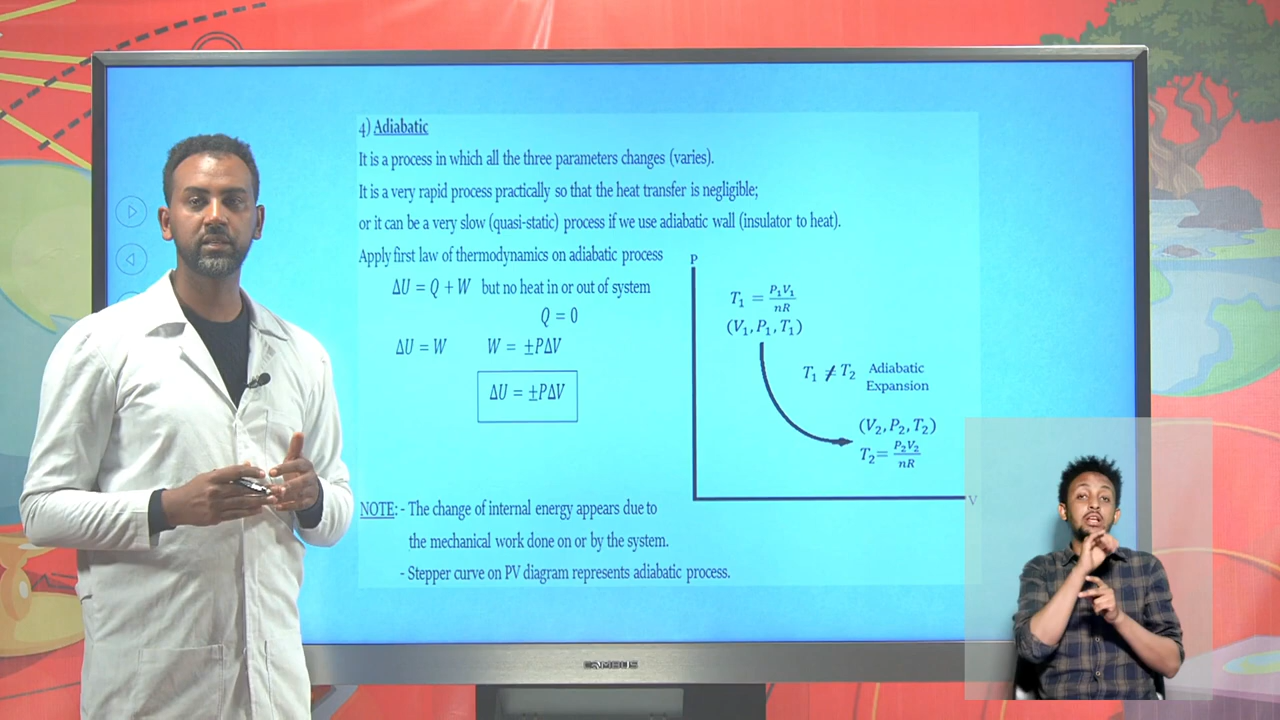 4) Adiabatic
It is a process in which all the three parameters changes (varies).
It is a very rapid process practically so that the heat transfer is negligible;
or it can be a very slow (quasi-static) process if we use adiabatic wall (insulator to heat).
Apply first law of thermodynamics on adiabatic process
ΔU = Q + W but no heat in or out of system
Q = 0
ΔU = W W = ±PΔV
ΔU = ±PΔV
P
T₁ = P₁V₁/nR
(V₁, P₁, T₁)
T₁ ≠ T₂ Adiabatic
Expansion
(V₂, P₂, T₂)
T₂= P₂V₂/nR
V
NOTE: - The change of internal energy appears due to
the mechanical work done on or by the system.
- Stepper curve on PV diagram represents adiabatic process.